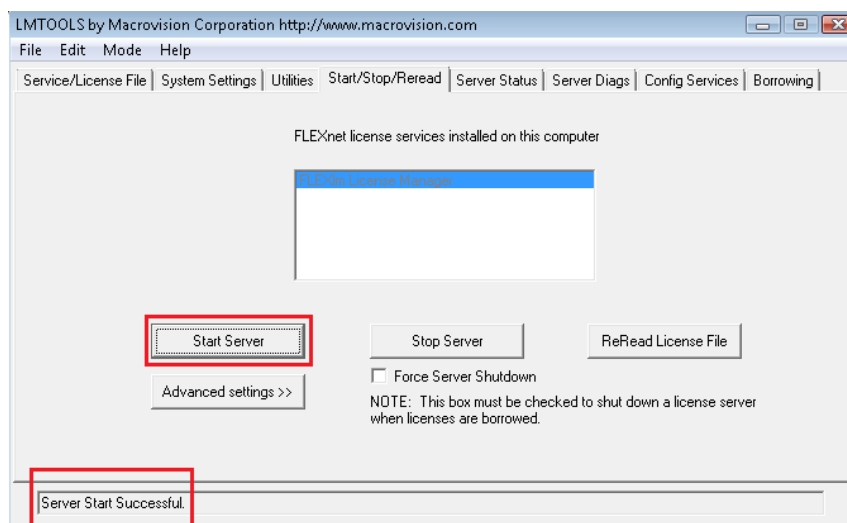 LMTOOLS by Macrovision Corporation http://www.macrovision.com
File Edit Mode Help
Service/License File System Settings Utilities Start/Stop/Reread Server Status Server Diags Config Services Borrowing
FLEXnet license services installed on this computer
FLEXlm License Manager
Start Server Stop Server ReRead License File
Advanced settings >> Force Server Shutdown
NOTE: This box must be checked to shut down a license server
when licenses are borrowed.
Server Start Successful.